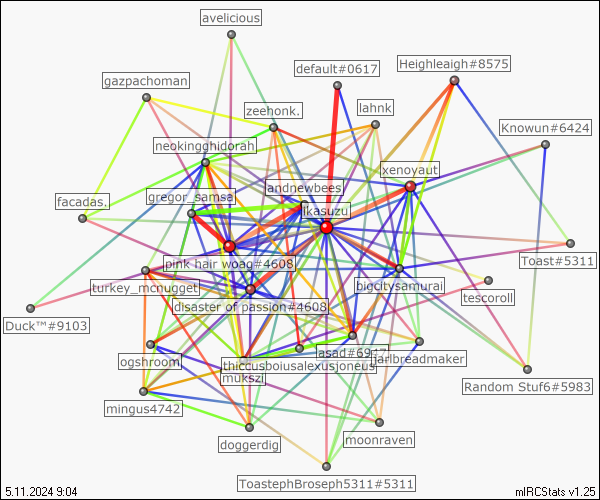 avelicious
Heighleaigh#8575
default#0617
gazpachoman
lahnk
zeehonk.
Knowun#6424
neokingghidorah
xenoyaut
andnewbees
gregor_samsa
facadas.
ikasuzu
Toast#5311
pink hair woag#4608
turkey_mcnugget
bigcitysamurai
tescoroll
disaster of passion#4608
Duck™#9103
asad#69
ogshroom
thiccusboiusalexusjoneus
jarlbreadmaker
mukszi
Random Stuf6#5983
mingus4742
doggerdig
moonraven
ToastephBroseph5311#5311
5.11.2024 9:04
mIRCStats v1.25